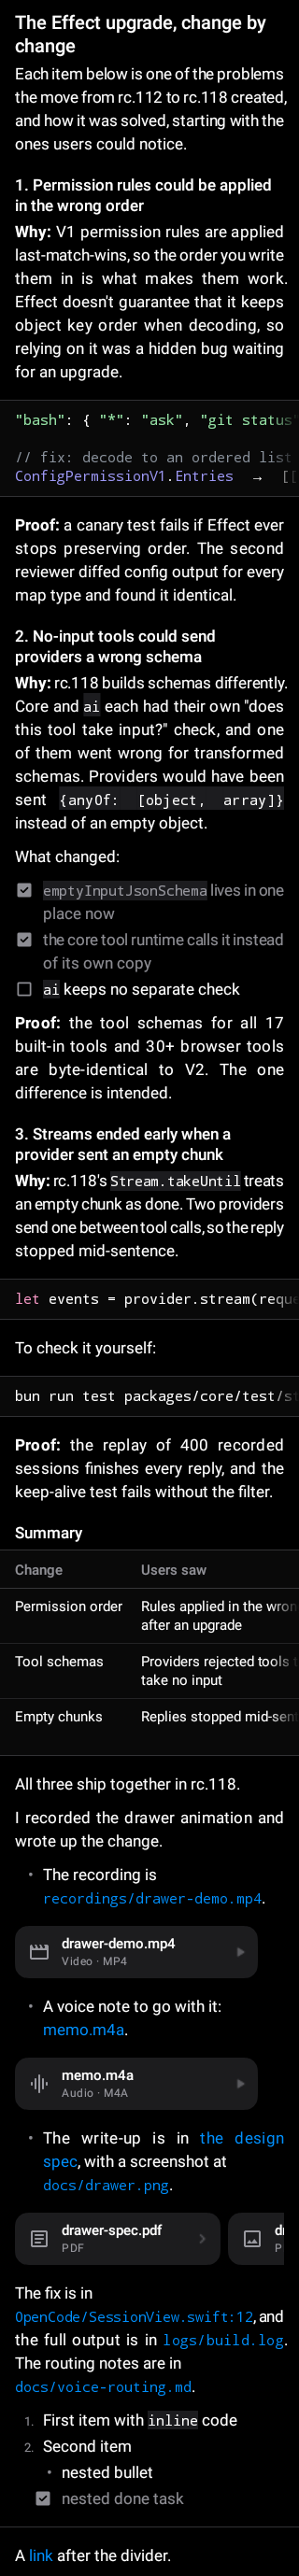 The Effect upgrade, change by
change
Each item below is one of the problems
the move from rc.112 to rc.118 created,
and how it was solved, starting with the
ones users could notice.
1. Permission rules could be applied
in the wrong order
Why: V1 permission rules are applied
last-match-wins, so the order you write
them in is what makes them work.
Effect doesn't guarantee that it keeps
object key order when decoding, so
relying on it was a hidden bug waiting
for an upgrade.
"bash": { "*": "ask", "git status"
// fix: decode to an ordered list
ConfigPermissionV1.Entries → [[
Proof: a canary test fails if Effect ever
stops preserving order. The second
reviewer diffed config output for every
map type and found it identical.
2. No-input tools could send
providers a wrong schema
Why: rc.118 builds schemas differently.
Core and ai each had their own "does
this tool take input?" check, and one
of them went wrong for transformed
schemas. Providers would have been
sent {anyOf: [object, array]}
instead of an empty object.
What changed:
emptyInputJsonSchema lives in one
place now
the core tool runtime calls it instead
of its own copy
ai keeps no separate check
Proof: the tool schemas for all 17
built-in tools and 30+ browser tools
are byte-identical to V2. The one
difference is intended.
3. Streams ended early when a
provider sent an empty chunk
Why: rc.118's Stream.takeUntil treats
an empty chunk as done. Two providers
send one between tool calls, so the reply
stopped mid-sentence.
let events = provider.stream(reque
To check it yourself:
bun run test packages/core/test/st
Proof: the replay of 400 recorded
sessions finishes every reply, and the
keep-alive test fails without the filter.
Summary
Change Users saw
Permission order Rules applied in the wron
after an upgrade
Tool schemas Providers rejected tools t
take no input
Empty chunks Replies stopped mid-sent
All three ship together in rc.118.
I recorded the drawer animation and
wrote up the change.
• The recording is
recordings/drawer-demo.mp4.
drawer-demo.mp4
Video · MP4
• A voice note to go with it:
memo.m4a.
memo.m4a
Audio · M4A
• The write-up is in the design
spec, with a screenshot at
docs/drawer.png.
drawer-spec.pdf
PDF
The fix is in
OpenCode/SessionView.swift:12, and
the full output is in logs/build.log.
The routing notes are in
docs/voice-routing.md.
1. First item with inline code
2. Second item
• nested bullet
nested done task
A link after the divider.